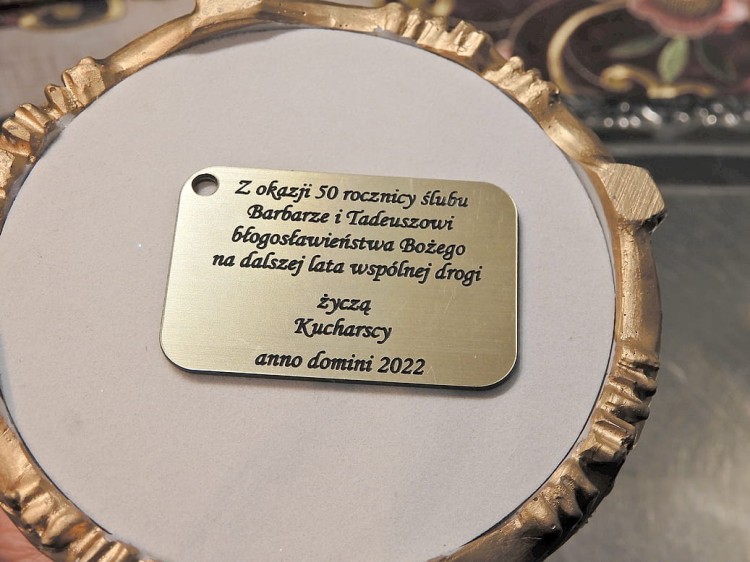 Z okazji 50 rocznicy ślubu
Barbarze i Tadeuszowi
błogosławieństwa Bożego
na dalszej lata wspólnej drogi
życzą
Kucharscy
anno domini 2022